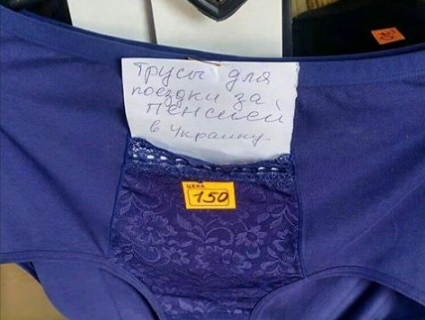 Трусы для
поездки за
пенсией
в Украину
ЦЕНА
150